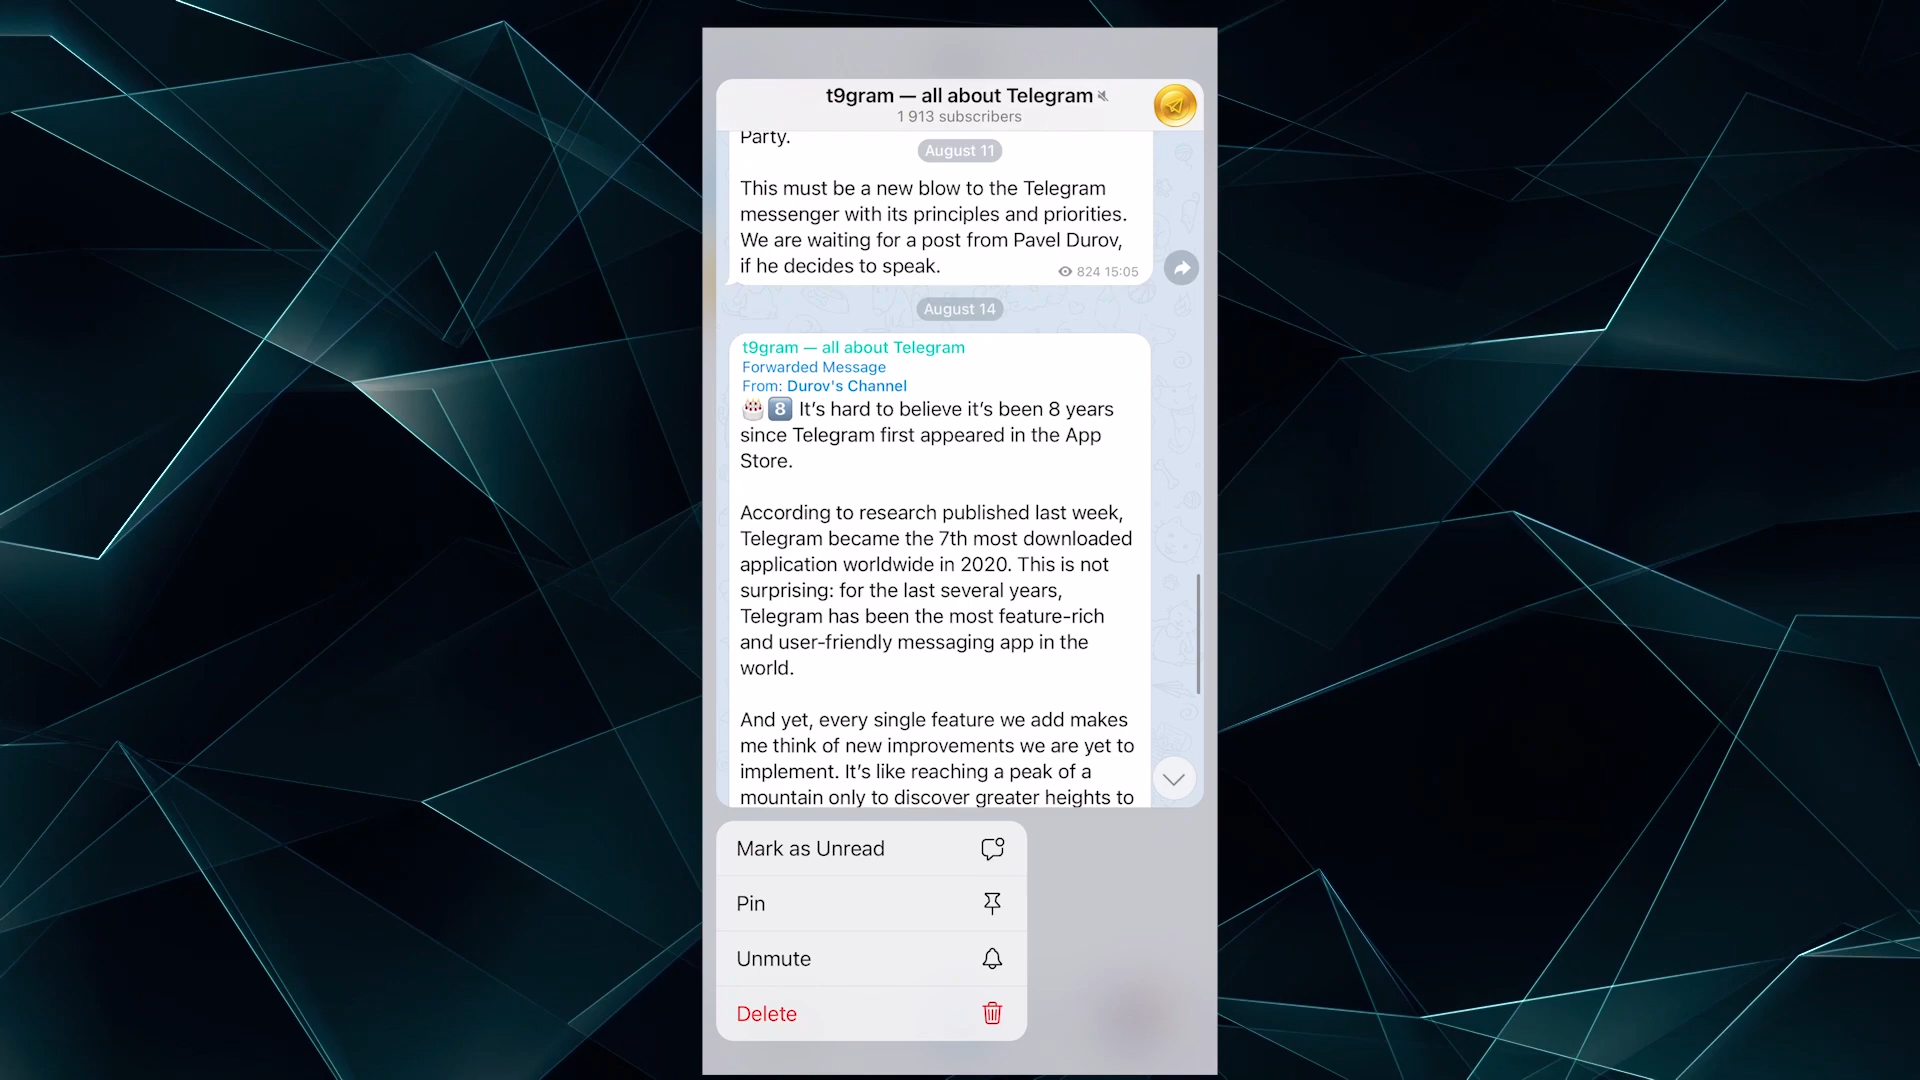 t9gram — all about Telegram
1 913 subscribers
Party.
August 11
This must be a new blow to the Telegram
messenger with its principles and priorities.
We are waiting for a post from Pavel Durov,
if he decides to speak.
824 15:05
August 14
t9gram — all about Telegram
Forwarded Message
From: Durov's Channel
🎂8️⃣ It’s hard to believe it’s been 8 years
since Telegram first appeared in the App
Store.
According to research published last week,
Telegram became the 7th most downloaded
application worldwide in 2020. This is not
surprising: for the last several years,
Telegram has been the most feature-rich
and user-friendly messaging app in the
world.
And yet, every single feature we add makes
me think of new improvements we are yet to
implement. It’s like reaching a peak of a
mountain only to discover greater heights to
Mark as Unread
Pin
Unmute
Delete